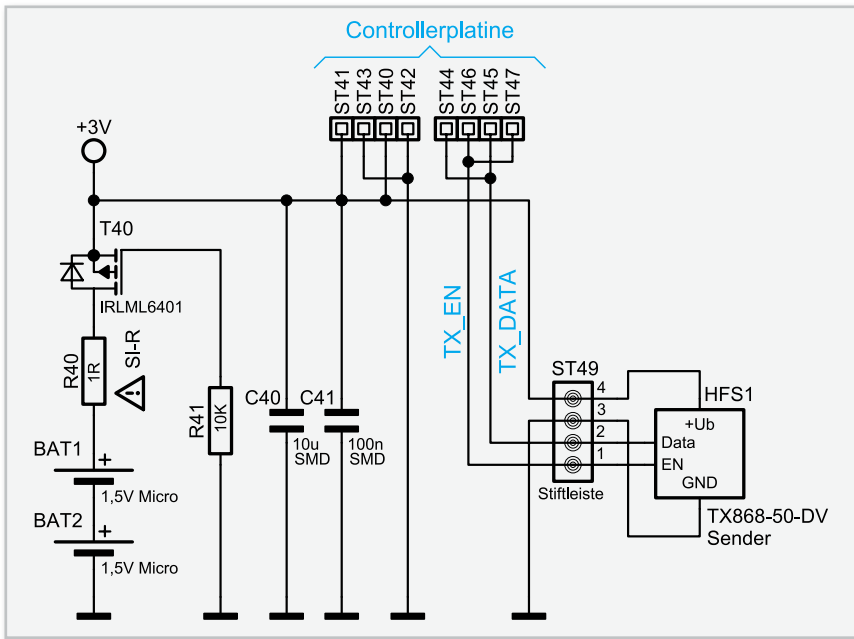 Controllerplatine
ST41
ST43
ST40
ST42
ST44
ST46
ST45
ST47
+3V
T40
IRLML6401
R40
1R
SI-R
R41
10K
C40
10u
SMD
C41
100n
SMD
TX_EN
TX_DATA
BAT1
+
1,5V Micro
BAT2
+
1,5V Micro
ST49
4
3
2
1
Stiftleiste
HFS1
+Ub
Data
EN
GND
TX868-50-DV
Sender